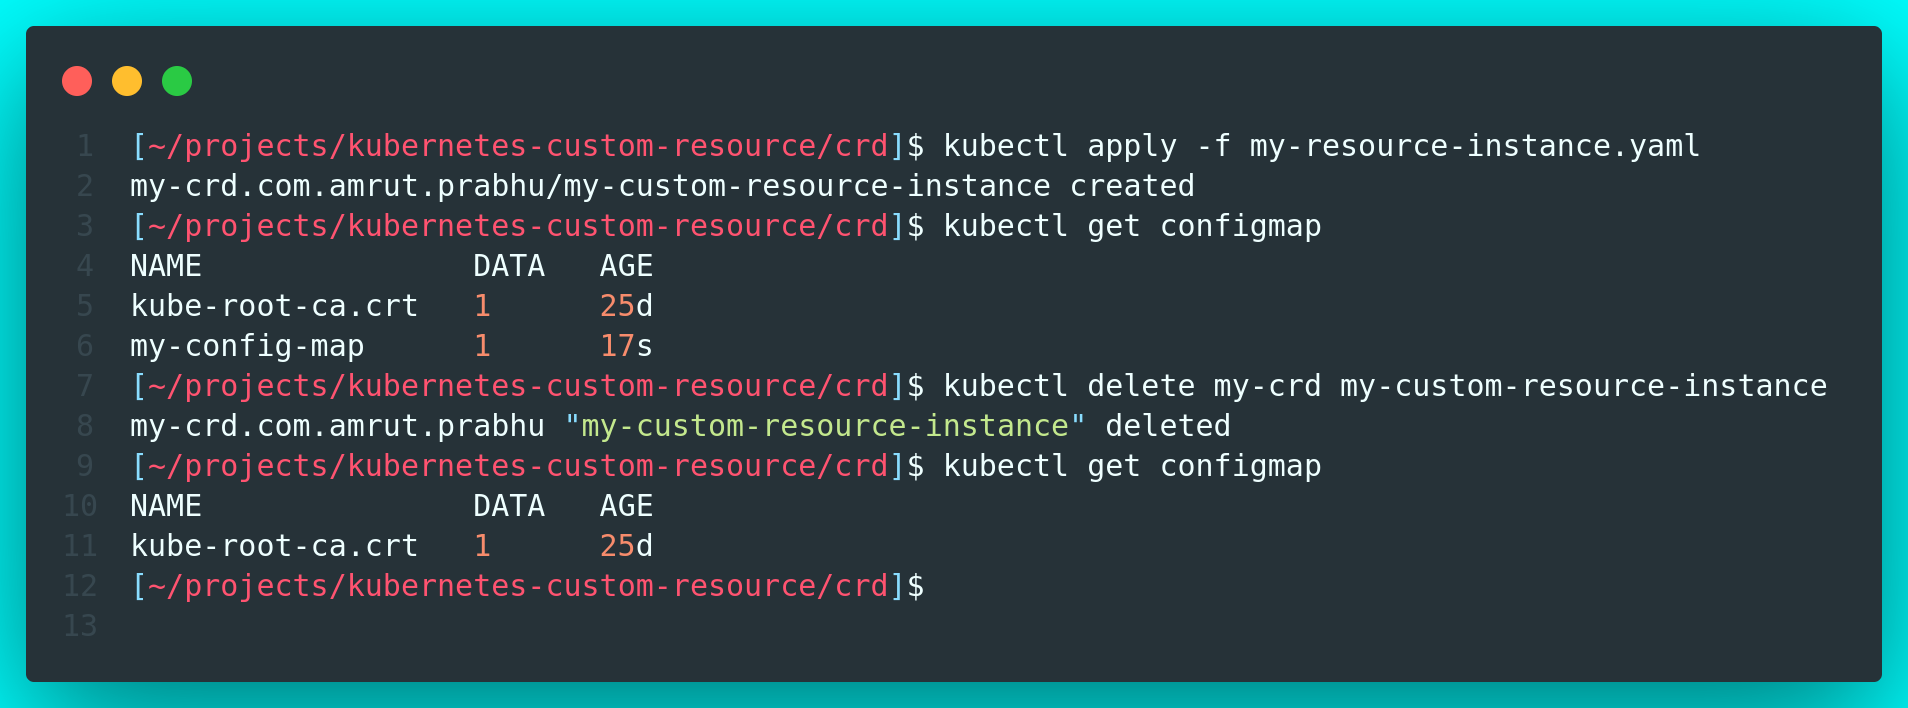 1 [~/projects/kubernetes-custom-resource/crd]$ kubectl apply -f my-resource-instance.yaml
2 my-crd.com.amrut.prabhu/my-custom-resource-instance created
3 [~/projects/kubernetes-custom-resource/crd]$ kubectl get configmap
4 NAME               DATA   AGE
5 kube-root-ca.crt   1      25d
6 my-config-map      1      17s
7 [~/projects/kubernetes-custom-resource/crd]$ kubectl delete my-crd my-custom-resource-instance
8 my-crd.com.amrut.prabhu "my-custom-resource-instance" deleted
9 [~/projects/kubernetes-custom-resource/crd]$ kubectl get configmap
10 NAME               DATA   AGE
11 kube-root-ca.crt   1      25d
12 [~/projects/kubernetes-custom-resource/crd]$
13